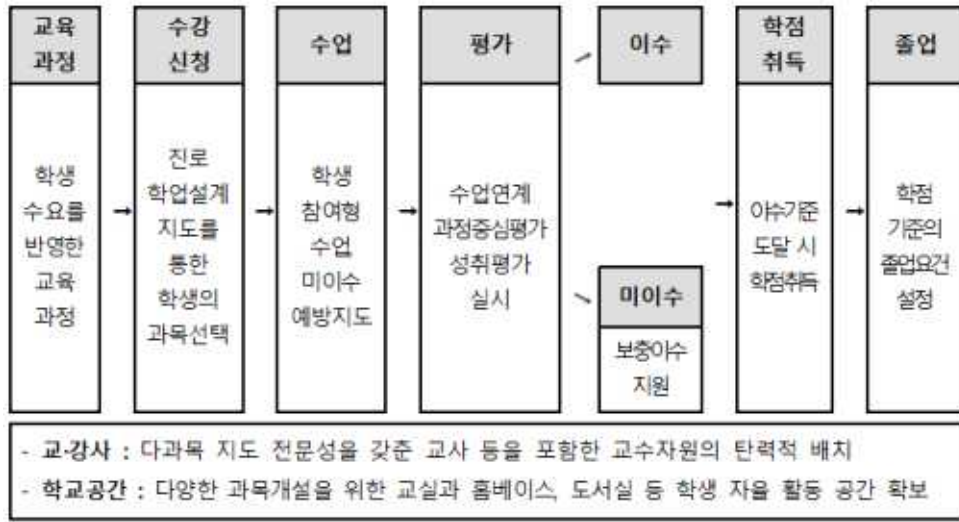 교육
과정
학생
수요를
반영한
교육
과정
수강
신청
진로
학업설계
지도를
통한
학생의
과목선택
수업
학생
참여형
수업,
미이수
예방지도
평가
수업연계
과정중심평가
성취평가
실시
이수
미이수
보충이수
지원
학점
취득
이수기준
도달 시
학점취득
졸업
학점
기준의
졸업요건
설정
- 교·강사 : 다과목 지도 전문성을 갖춘 교사 등을 포함한 교수자원의 탄력적 배치
- 학교공간 : 다양한 과목개설을 위한 교실과 홈베이스, 도서실 등 학생 자율 활동 공간 확보